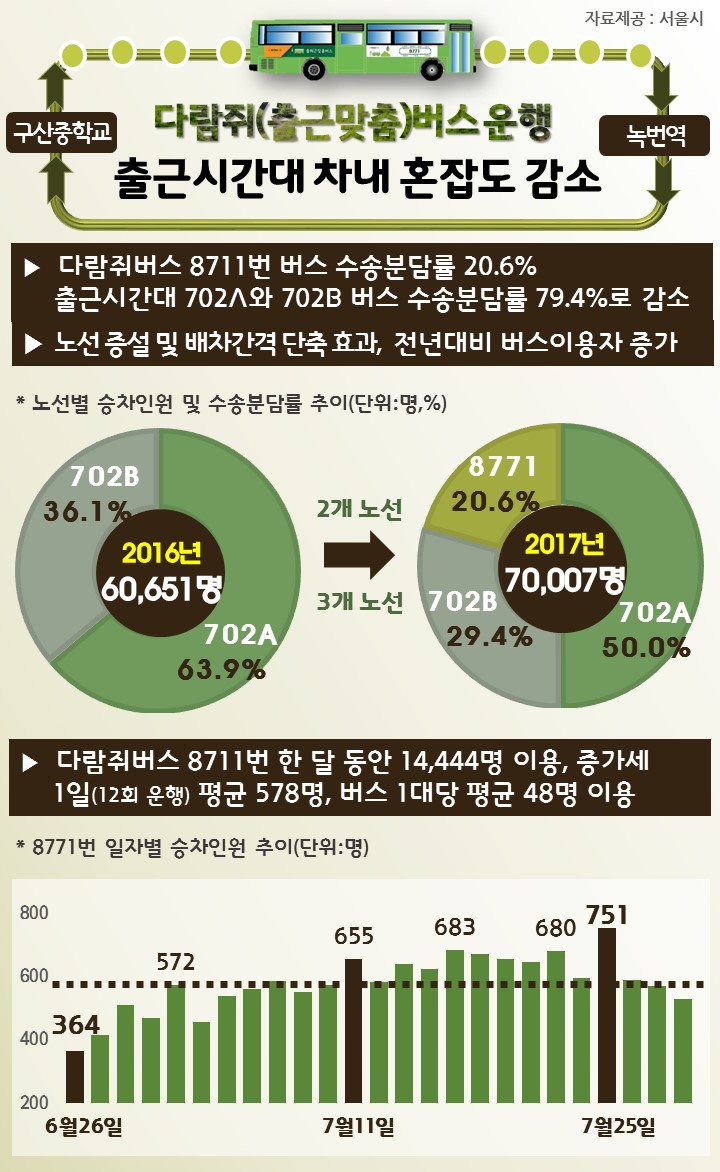 자료제공 : 서울시
다람쥐(출근맞춤)버스 운행
구산중학교
녹번역
출근시간대 차내 혼잡도 감소
▶ 다람쥐버스 8711번 버스 수송분담률 20.6%
출근시간대 702A와 702B 버스 수송분담률 79.4%로 감소
▶ 노선 증설 및 배차간격 단축 효과, 전년대비 버스이용자 증가
* 노선별 승차인원 및 수송분담률 추이(단위:명,%)
702B
36.1%
2016년
60,651명
702A
63.9%
2개 노선
3개 노선
8771
20.6%
2017년
70,007명
702B
29.4%
702A
50.0%
▶ 다람쥐버스 8711번 한 달 동안 14,444명 이용, 증가세
1일(12회 운행) 평균 578명, 버스 1대당 평균 48명 이용
* 8771번 일자별 승차인원 추이(단위:명)
800
600
400
200
364
572
655
683
680
751
6월26일
7월11일
7월25일